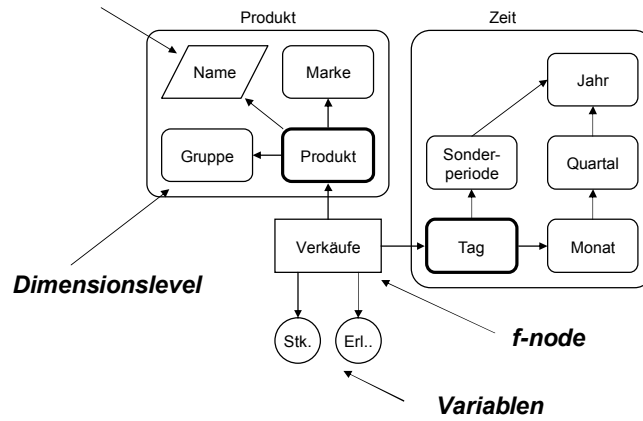 Produkt
Zeit
Name
Marke
Jahr
Gruppe
Produkt
Sonder-
periode
Quartal
Verkäufe
Tag
Monat
Dimensionslevel
Stk.
Erl..
f-node
Variablen